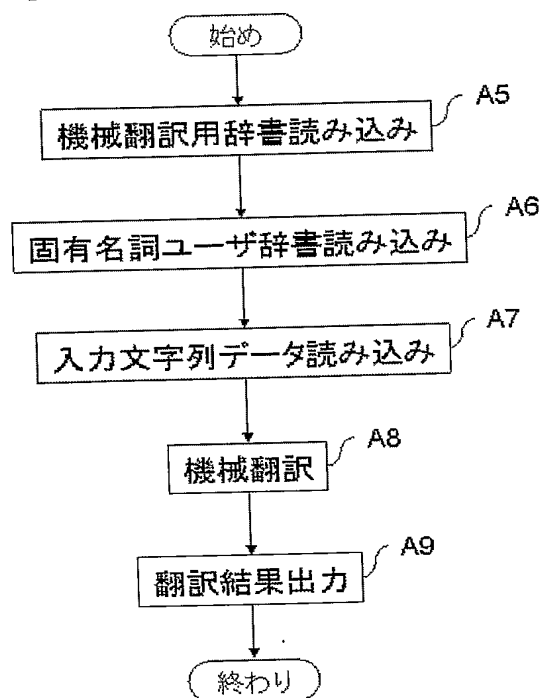 始め
A5
機械翻訳用辞書読み込み
A6
固有名詞ユーザ辞書読み込み
A7
入力文字列データ読み込み
A8
機械翻訳
A9
翻訳結果出力
終わり